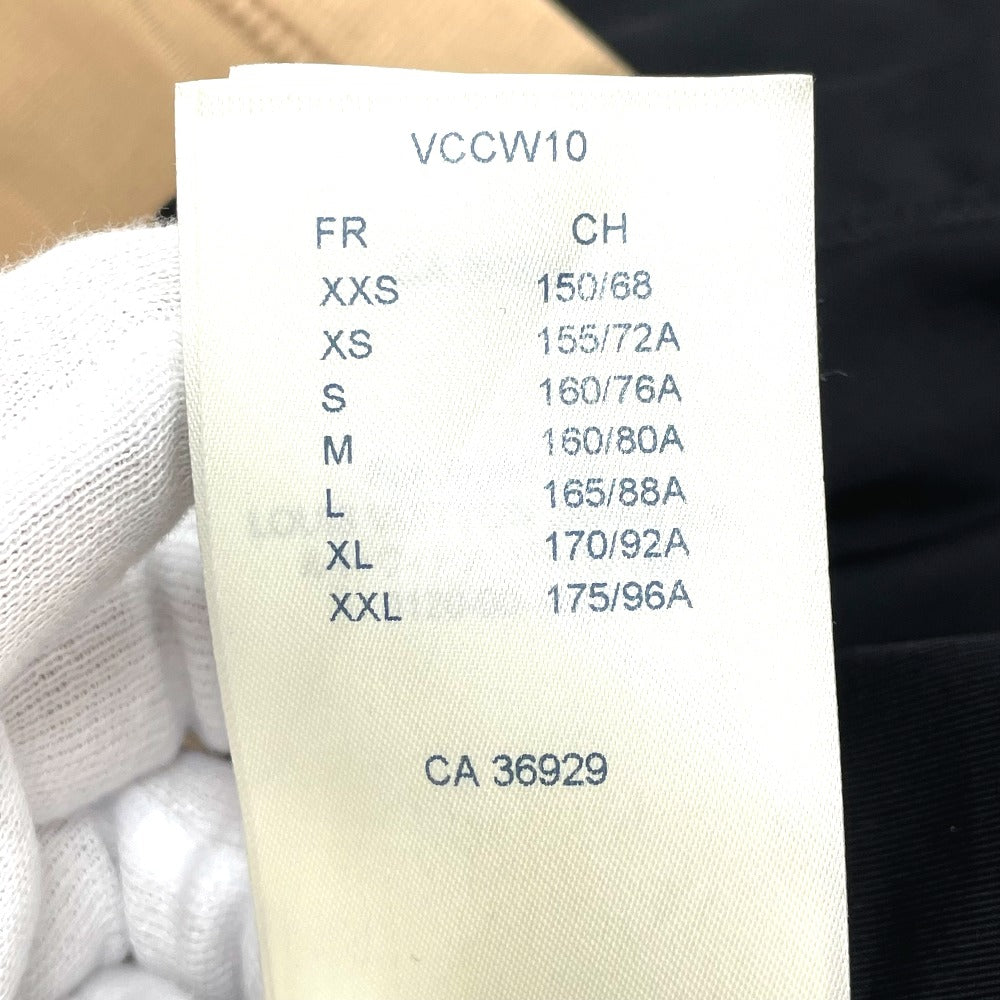 VCCW10
FR CH
XXS 150/68
XS 155/72A
S 160/76A
M 160/80A
L 165/88A
XL 170/92A
XXL 175/96A
CA 36929